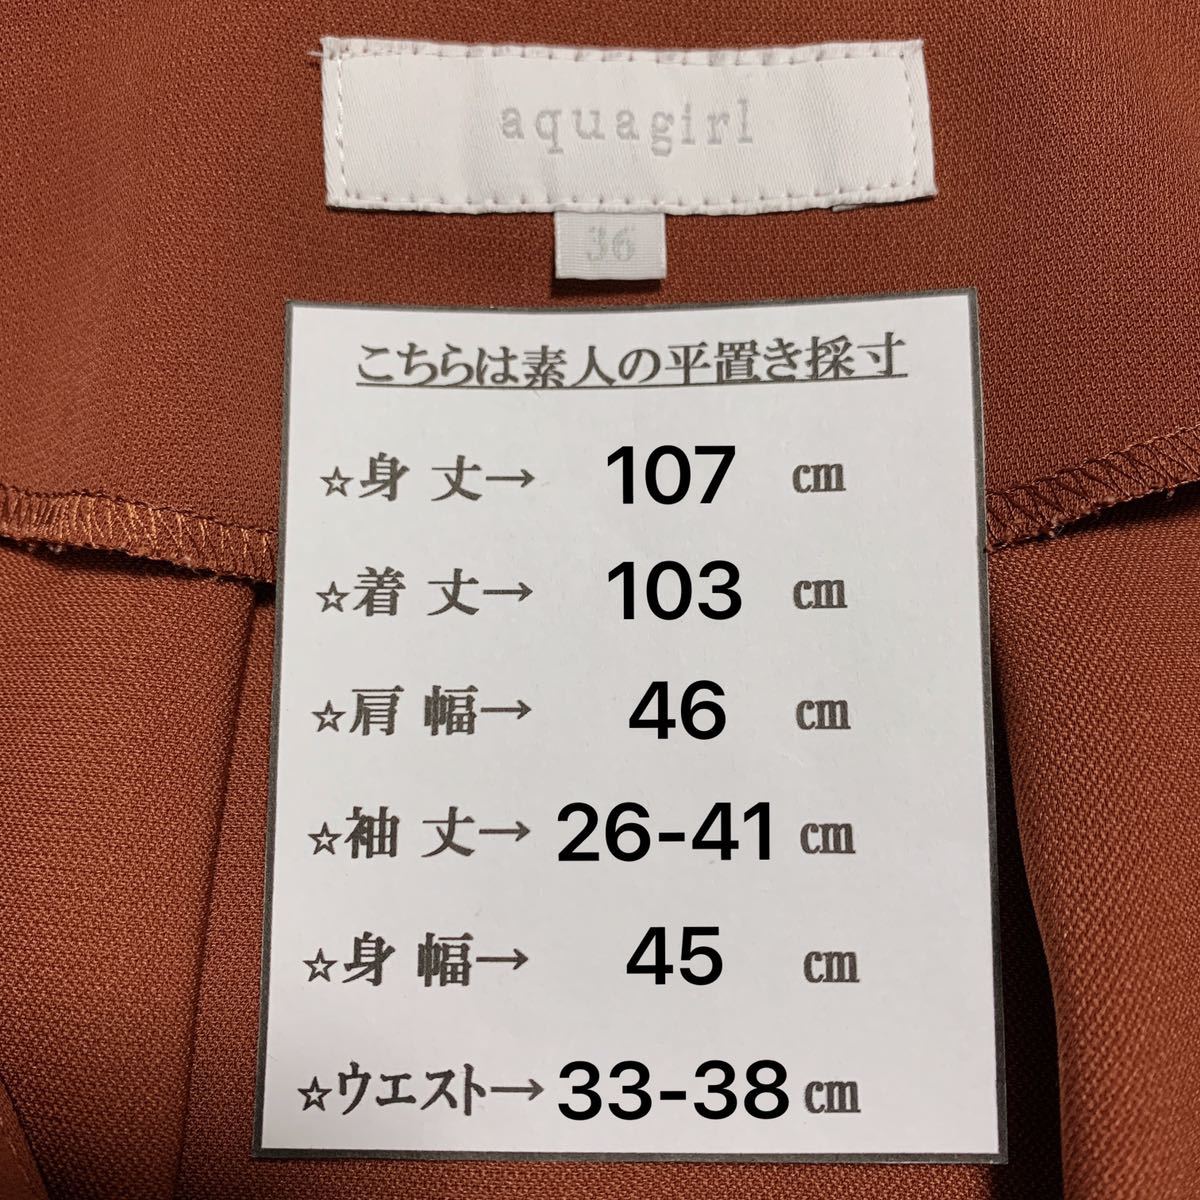 aquagirl
36
こちらは素人の平置き採寸
☆身 丈→ 107 ㎝
☆着 丈→ 103 ㎝
☆肩 幅→ 46 ㎝
☆袖 丈→ 26-41 ㎝
☆身 幅→ 45 ㎝
☆ウエスト→ 33-38 ㎝